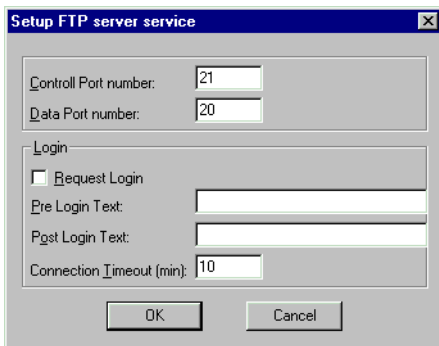 Setup FTP server service
Controll Port number: 21
Data Port number: 20
Login
Request Login
Pre Login Text:
Post Login Text:
Connection Timeout (min): 10
OK Cancel